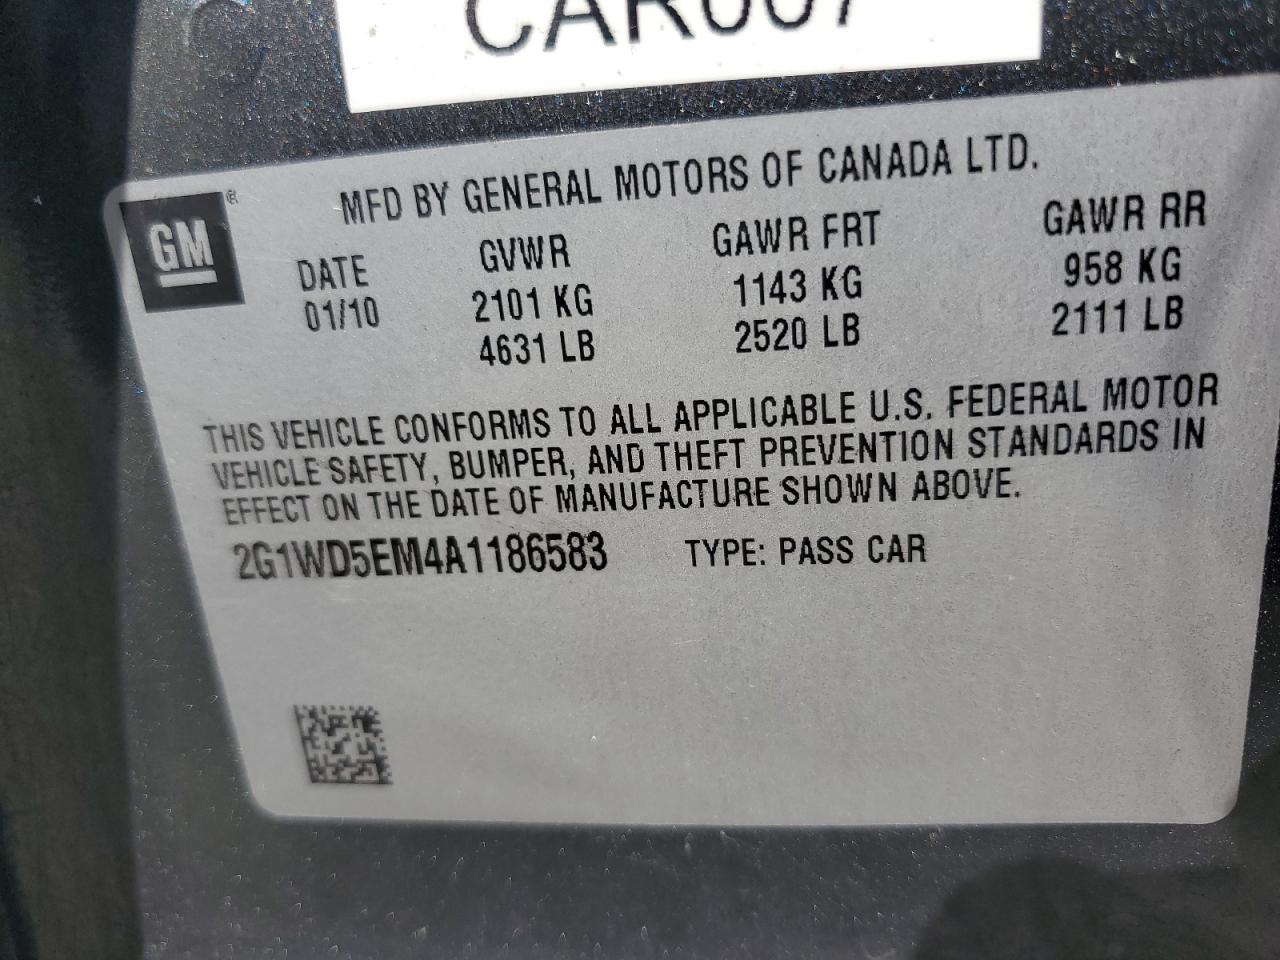 CAR007
MFD BY GENERAL MOTORS OF CANADA LTD.
GM ®
DATE GVWR GAWR FRT GAWR RR
01/10 2101 KG 1143 KG 958 KG
4631 LB 2520 LB 2111 LB
THIS VEHICLE CONFORMS TO ALL APPLICABLE U.S. FEDERAL MOTOR
VEHICLE SAFETY, BUMPER, AND THEFT PREVENTION STANDARDS IN
EFFECT ON THE DATE OF MANUFACTURE SHOWN ABOVE.
2G1WD5EM4A1186583 TYPE: PASS CAR